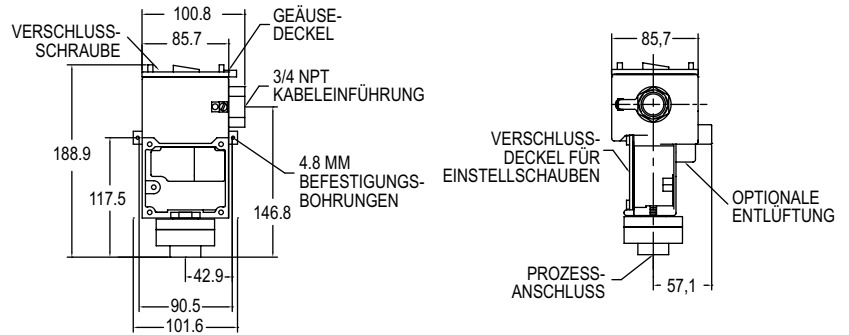 100.8
85.7
VERSCHLUSS-
SCHRAUBE
GEÄUSE-
DECKEL
3/4 NPT
KABELEINFÜHRUNG
188.9
117.5
4.8 MM
BEFESTIGUNGS-
BOHRUNGEN
146.8
42.9
90.5
101.6
85,7
VERSCHLUSS-
DECKEL FÜR
EINSTELLSCHAUBEN
OPTIONALE
ENTLÜFTUNG
PROZESS-
ANSCHLUSS
57,1